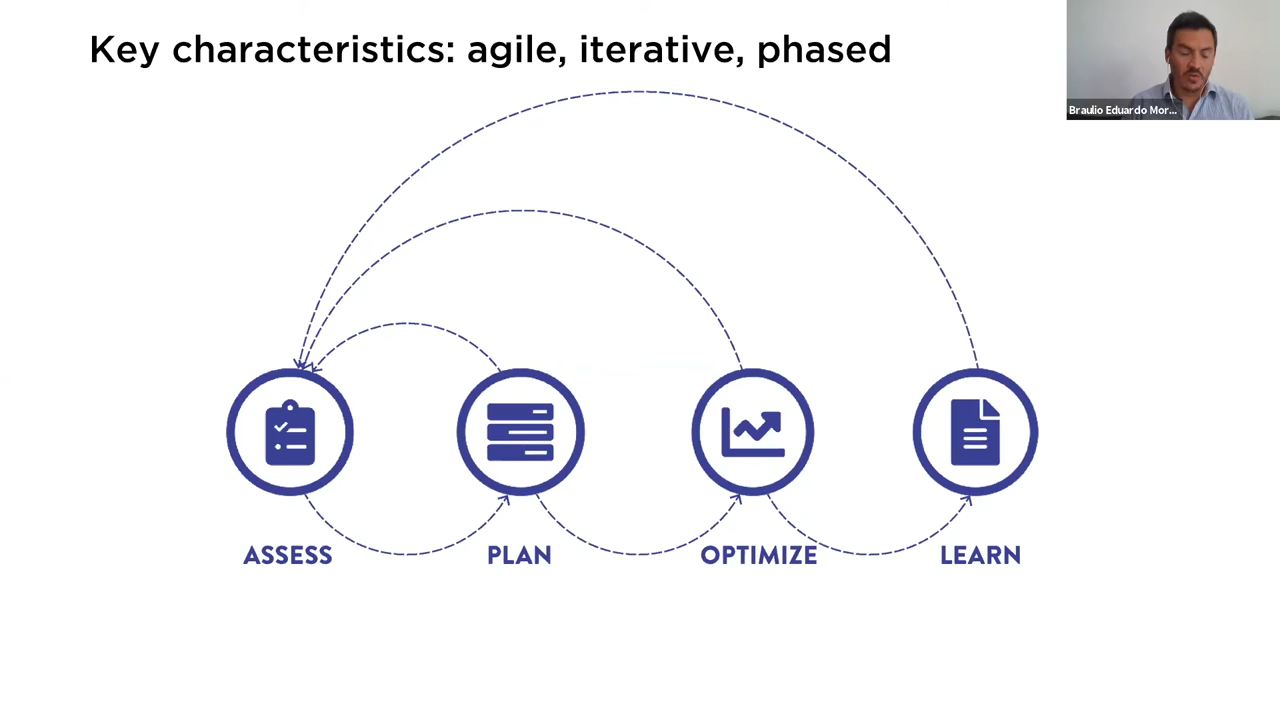 Key characteristics: agile, iterative, phased
Braulio Eduardo Mor...
ASSESS
PLAN
OPTIMIZE
LEARN